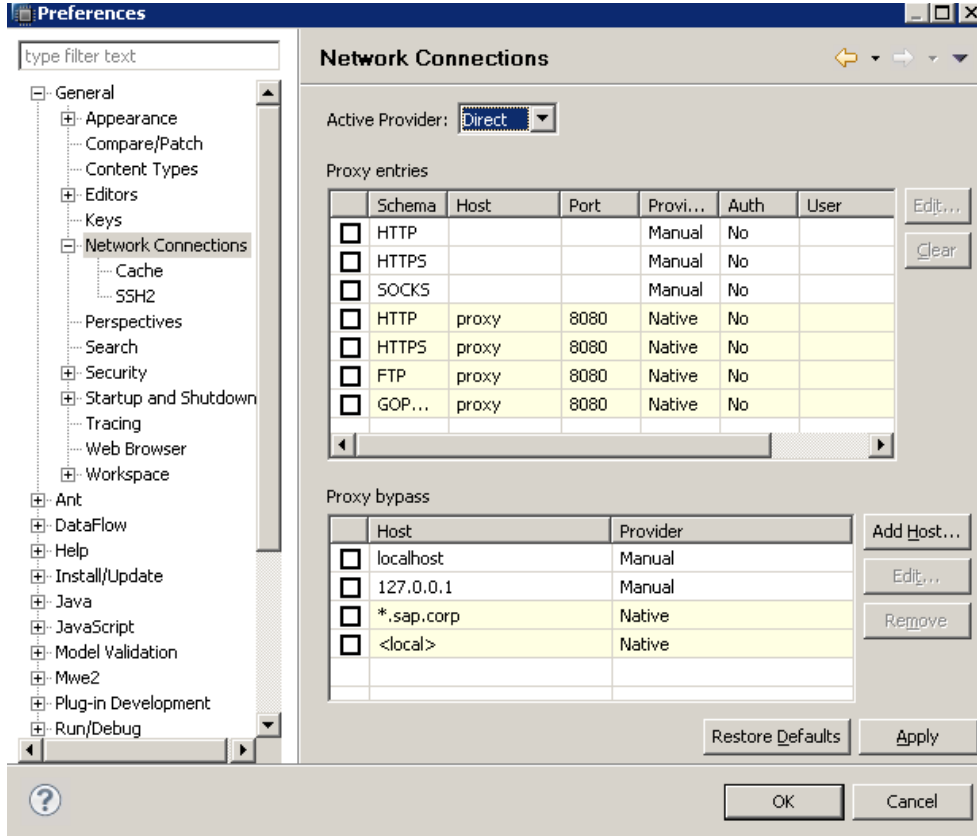 Preferences
type filter text
General
Appearance
Compare/Patch
Content Types
Editors
Keys
Network Connections
Cache
SSH2
Perspectives
Search
Security
Startup and Shutdown
Tracing
Web Browser
Workspace
Ant
DataFlow
Help
Install/Update
Java
JavaScript
Model Validation
Mwe2
Plug-in Development
Run/Debug
Network Connections
Active Provider: Direct
Proxy entries
Schema Host Port Provi... Auth User
HTTP Manual No
HTTPS Manual No
SOCKS Manual No
HTTP proxy 8080 Native No
HTTPS proxy 8080 Native No
FTP proxy 8080 Native No
GOP... proxy 8080 Native No
Edit...
Clear
Proxy bypass
Host Provider
localhost Manual
127.0.0.1 Manual
*.sap.corp Native
<local> Native
Add Host...
Edit...
Remove
Restore Defaults Apply
? OK Cancel